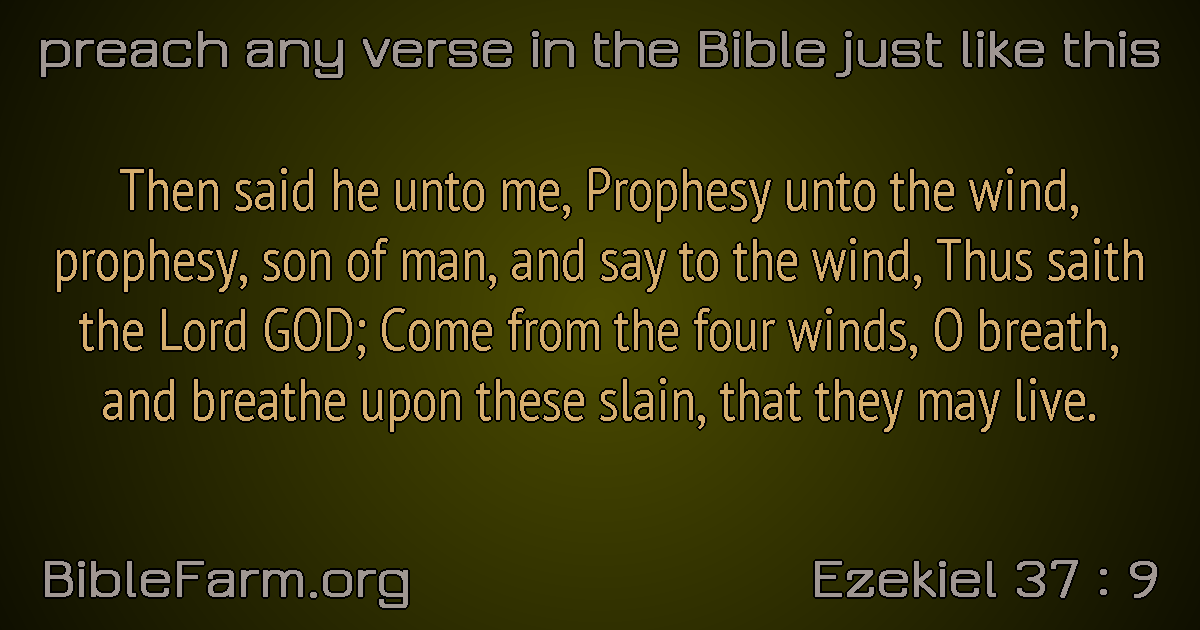 preach any verse in the Bible just like this
Then said he unto me, Prophesy unto the wind,
prophesy, son of man, and say to the wind, Thus saith
the Lord GOD; Come from the four winds, O breath,
and breathe upon these slain, that they may live.
BibleFarm.org
Ezekiel 37 : 9